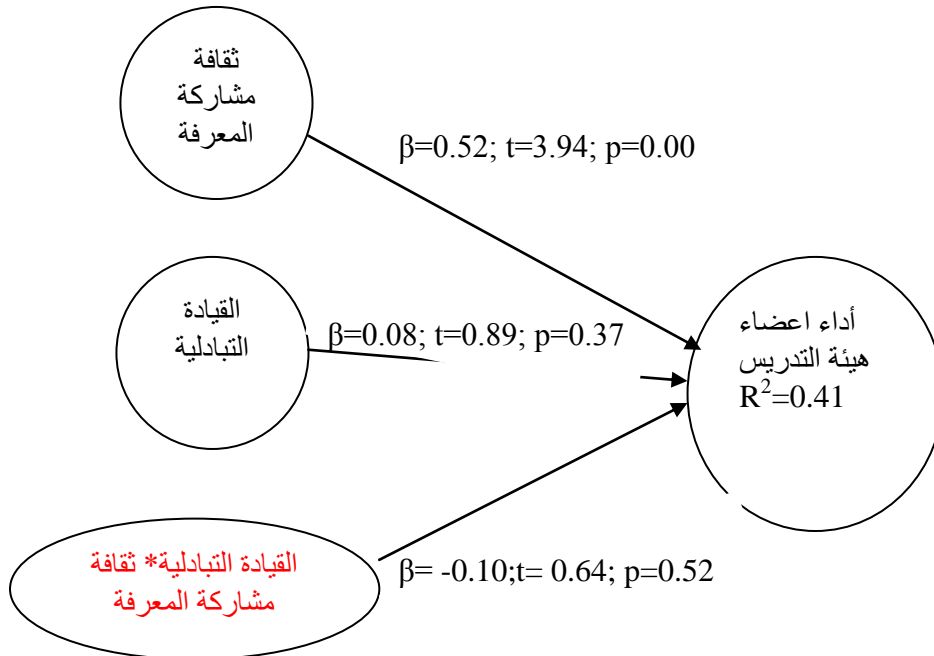 ثقافة
مشاركة
المعرفة
β=0.52; t=3.94; p=0.00
القيادة
التبادلية
β=0.08; t=0.89; p=0.37
أداء اعضاء
هيئة التدريس
R²=0.41
القيادة التبادلية* ثقافة
مشاركة المعرفة
β= -0.10;t= 0.64; p=0.52